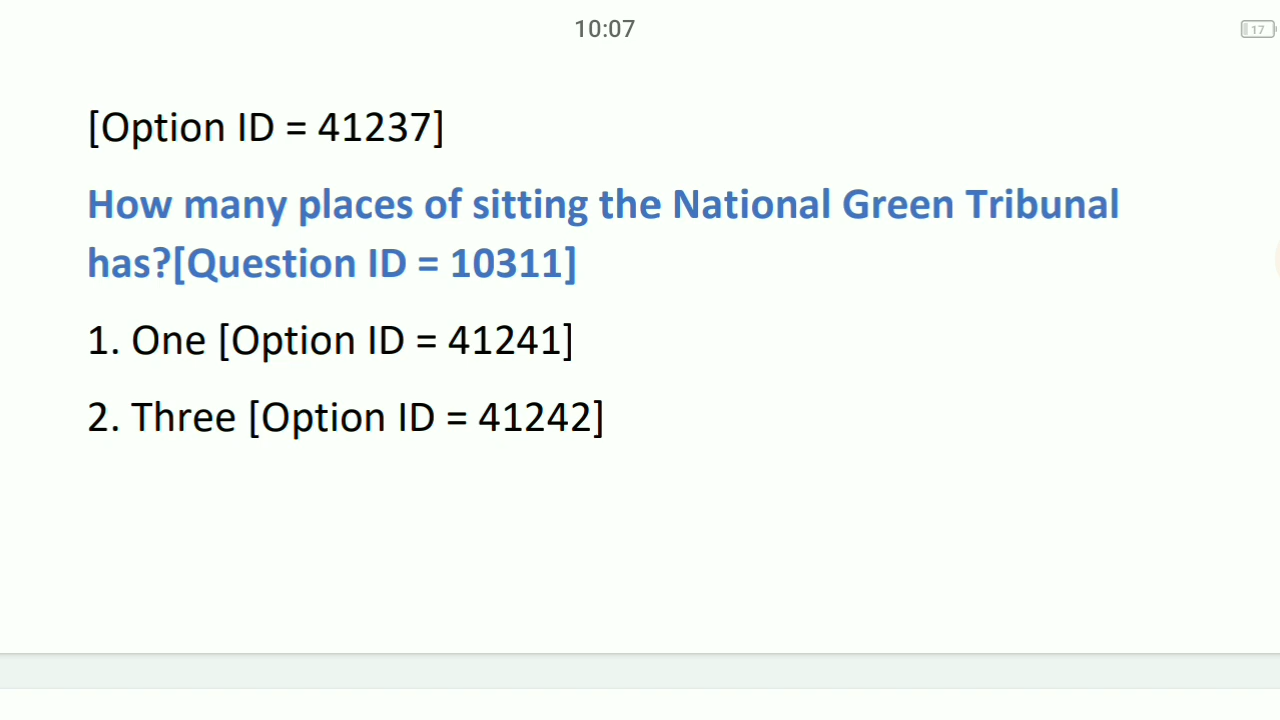 10:07
17
[Option ID = 41237]
How many places of sitting the National Green Tribunal
has?[Question ID = 10311]
1. One [Option ID = 41241]
2. Three [Option ID = 41242]